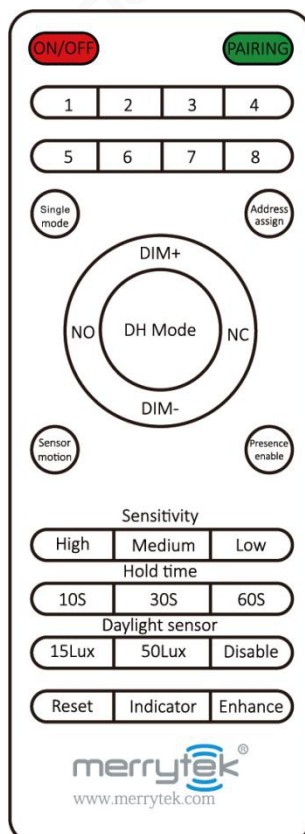 ON/OFF PAIRING
1 2 3 4
5 6 7 8
Single mode Address assign
DIM+
NO DH Mode NC
DIM-
Sensor motion Presence enable
Sensitivity
High Medium Low
Hold time
10S 30S 60S
Daylight sensor
15Lux 50Lux Disable
Reset Indicator Enhance
merrytek®
www.merrytek.com